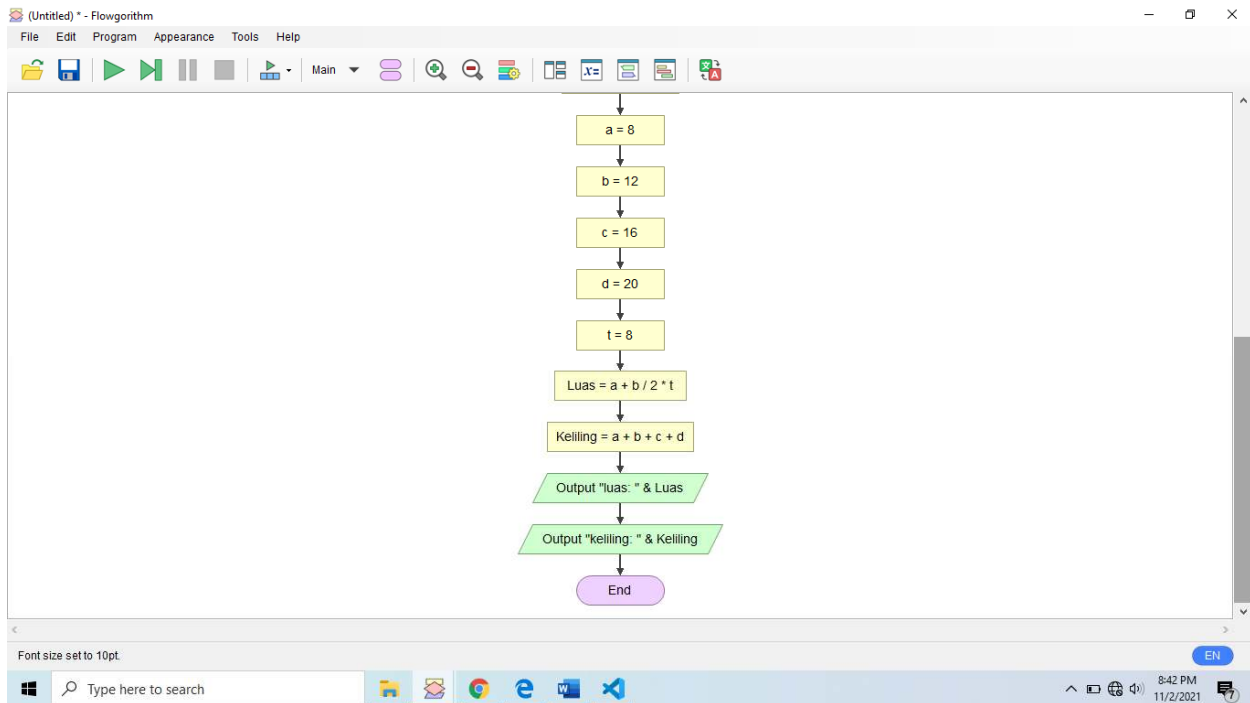 (Untitled) * - Flowgorithm
File Edit Program Appearance Tools Help
Main
a = 8
b = 12
c = 16
d = 20
t = 8
Luas = a + b / 2 * t
Keliling = a + b + c + d
Output "luas: " & Luas
Output "keliling: " & Keliling
End
Font size set to 10pt.
EN
Type here to search
8:42 PM
11/2/2021
7